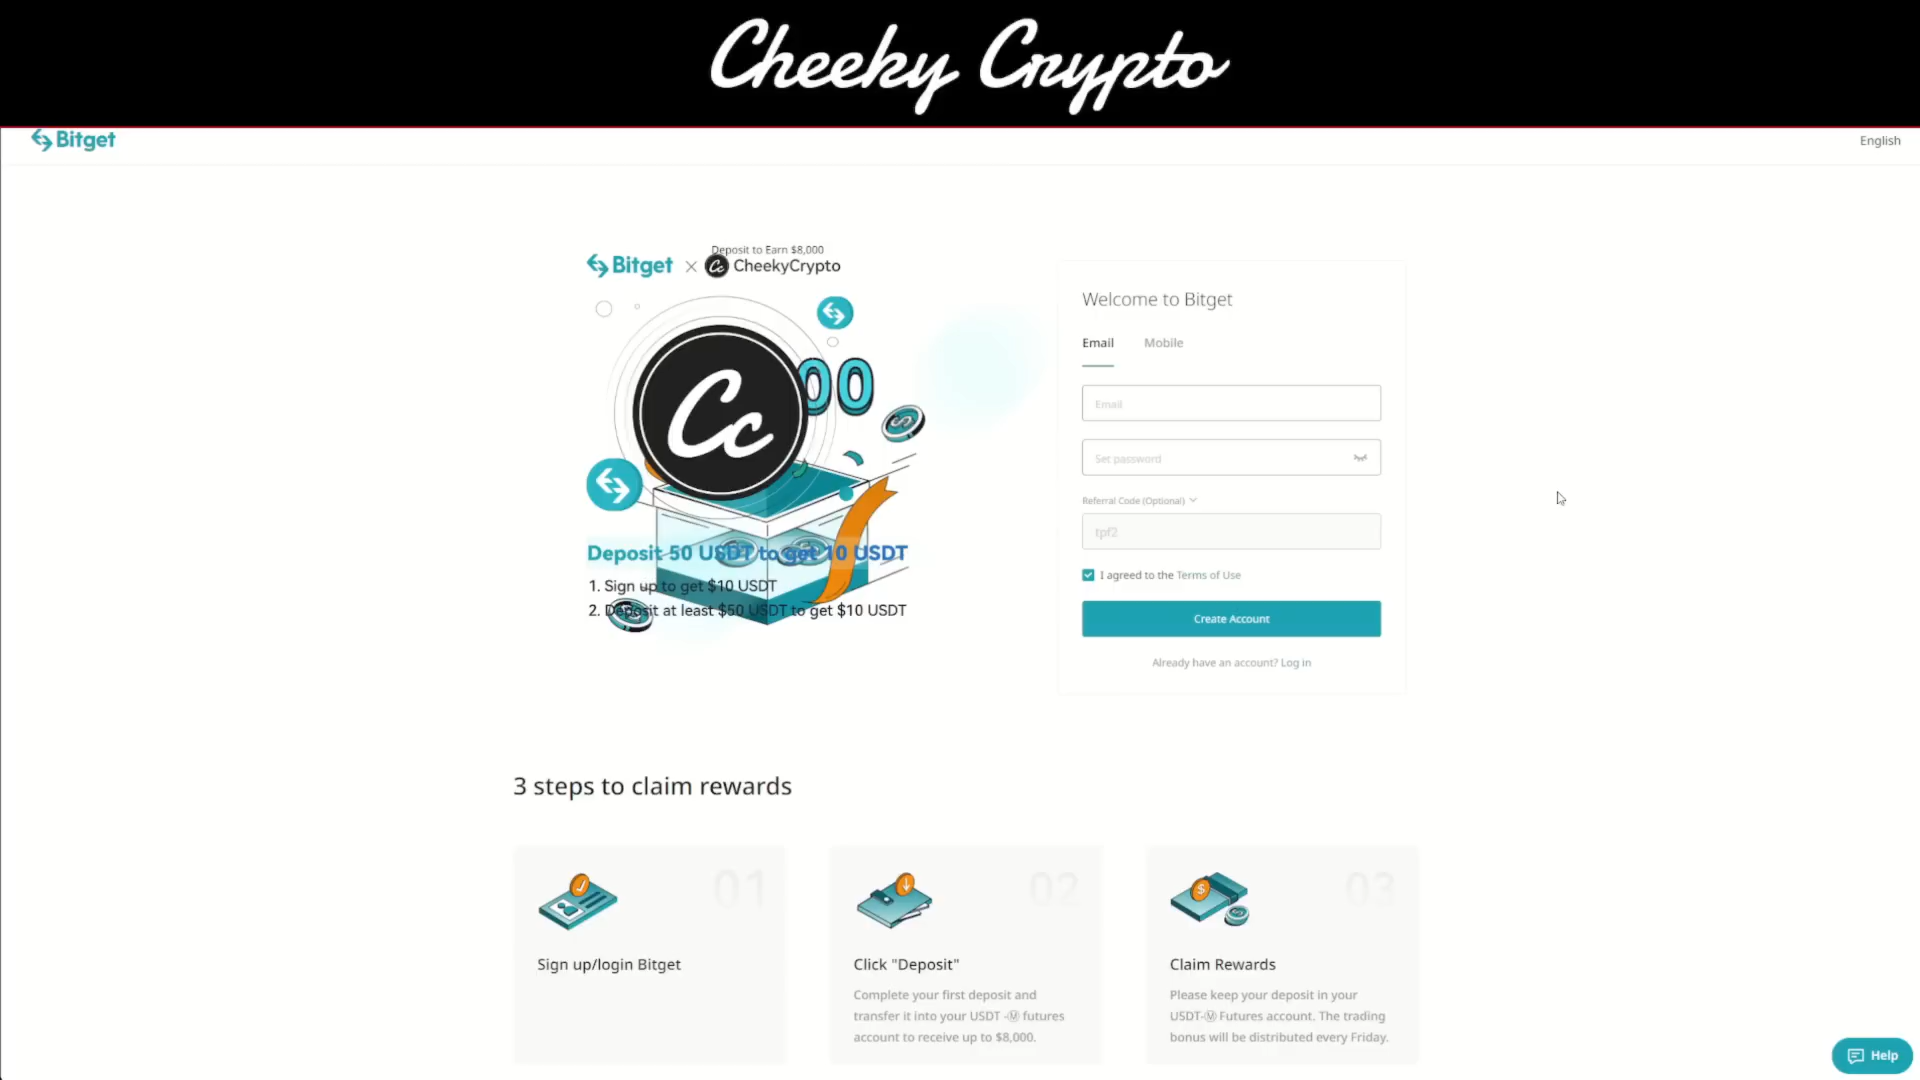 Cheeky Crypto
Bitget
English
Deposit to Earn $8,000
Bitget × Cc CheekyCrypto
00
Cc
Deposit 50 USDT to get 10 USDT
1. Sign up to get $10 USDT
2. Deposit at least $50 USDT to get $10 USDT
Welcome to Bitget
Email Mobile
Email
Set password
Referral Code (Optional)
tpf2
I agreed to the Terms of Use
Create Account
Already have an account? Log in
3 steps to claim rewards
01
Sign up/login Bitget
02
Click "Deposit"
Complete your first deposit and
transfer it into your USDT -Ⓜ futures
account to receive up to $8,000.
03
Claim Rewards
Please keep your deposit in your
USDT-Ⓜ Futures account. The trading
bonus will be distributed every Friday.
Help